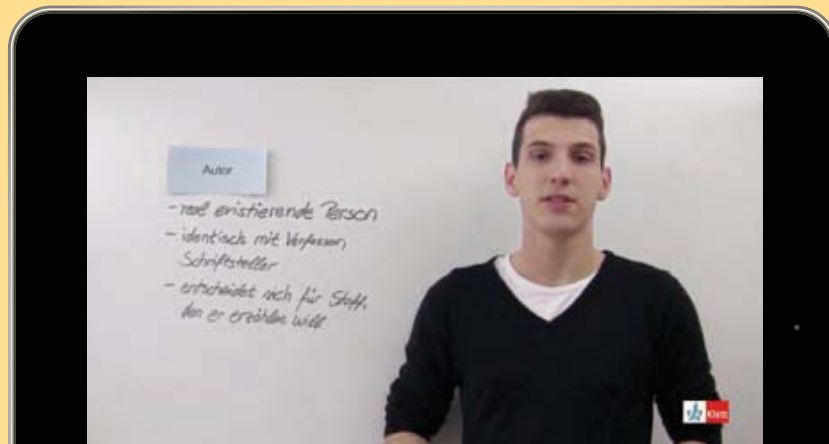 Autor
- real existierende Person
- identisch mit Verfasser,
Schriftsteller
- entscheidet sich für Stoff,
den er erzählen will
Klett